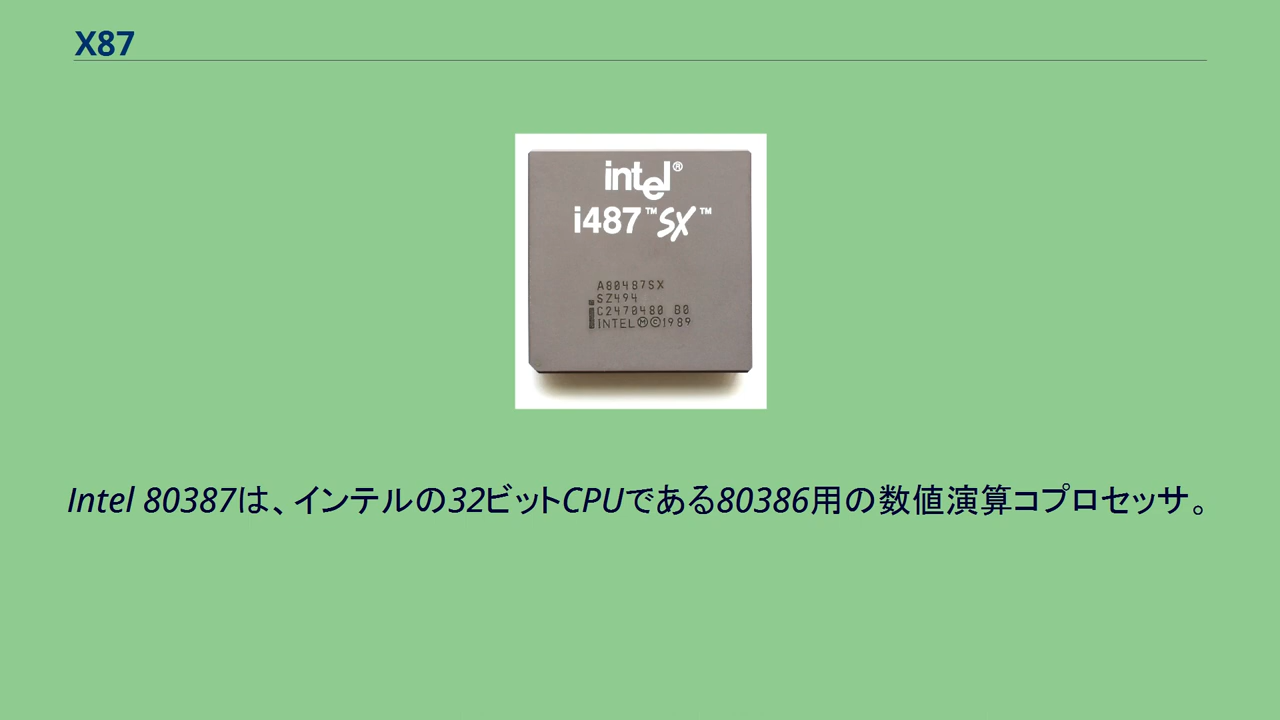 X87
intel®
i487™SX™
A80487SX
SZ494
C2470480 B0
INTEL Ⓜ©1989
Intel 80387は、インテルの32ビットCPUである80386用の数値演算コプロセッサ。